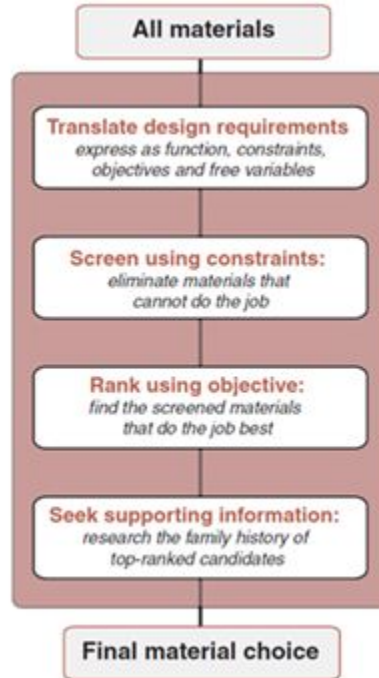 All materials
Translate design requirements
express as function, constraints,
objectives and free variables
Screen using constraints:
eliminate materials that
cannot do the job
Rank using objective:
find the screened materials
that do the job best
Seek supporting information:
research the family history of
top-ranked candidates
Final material choice